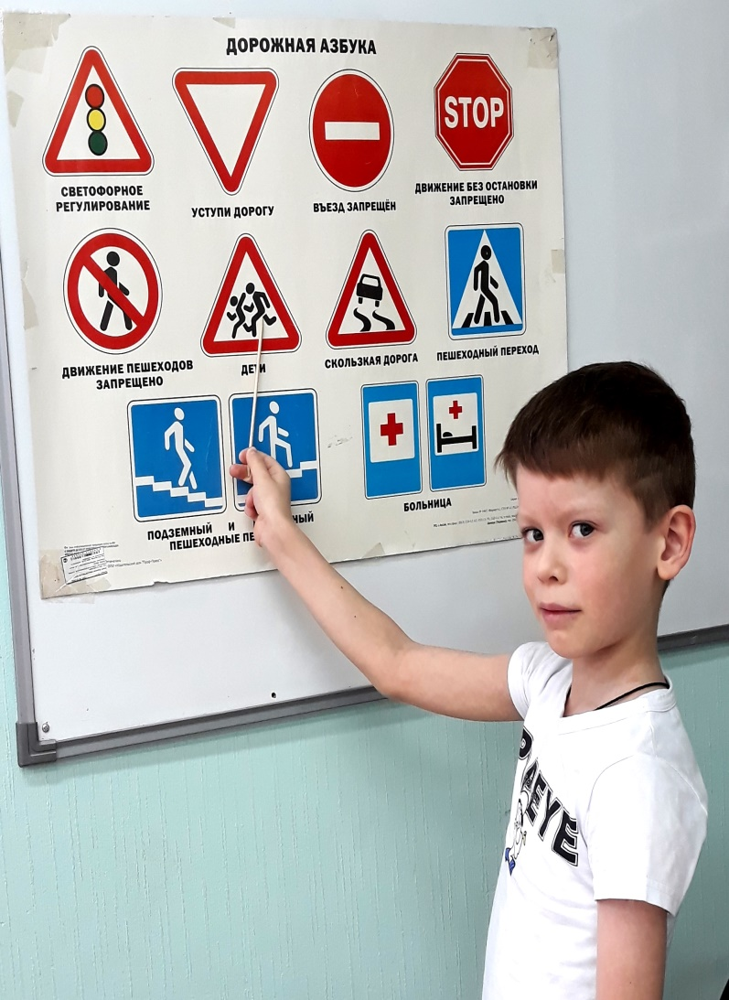 ДОРОЖНАЯ АЗБУКА
STOP
СВЕТОФОРНОЕ
РЕГУЛИРОВАНИЕ
УСТУПИ ДОРОГУ
ВЪЕЗД ЗАПРЕЩЁН
ДВИЖЕНИЕ БЕЗ ОСТАНОВКИ
ЗАПРЕЩЕНО
ДВИЖЕНИЕ ПЕШЕХОДОВ
ЗАПРЕЩЕНО
ДЕТИ
СКОЛЬЗКАЯ ДОРОГА
ПЕШЕХОДНЫЙ ПЕРЕХОД
ПОДЗЕМНЫЙ И
ПЕШЕХОДНЫЕ
БОЛЬНИЦА